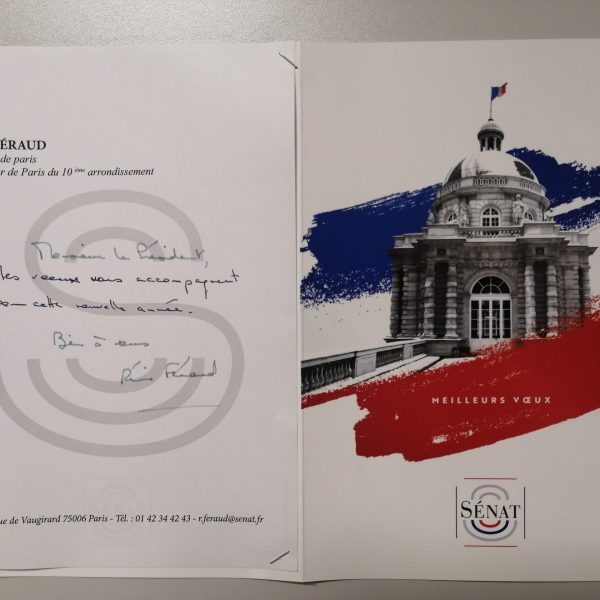 ÉRAUD
de paris
r de Paris du 10 ième arrondissement
Monsieur le Président,
mes voeux vous accompagnent
pour cette nouvelle année.
Bien à vous
Rémi Féraud
ue de Vaugirard 75006 Paris - Tél. : 01 42 34 42 43 - r.feraud@senat.fr
MEILLEURS VŒUX
SÉNAT